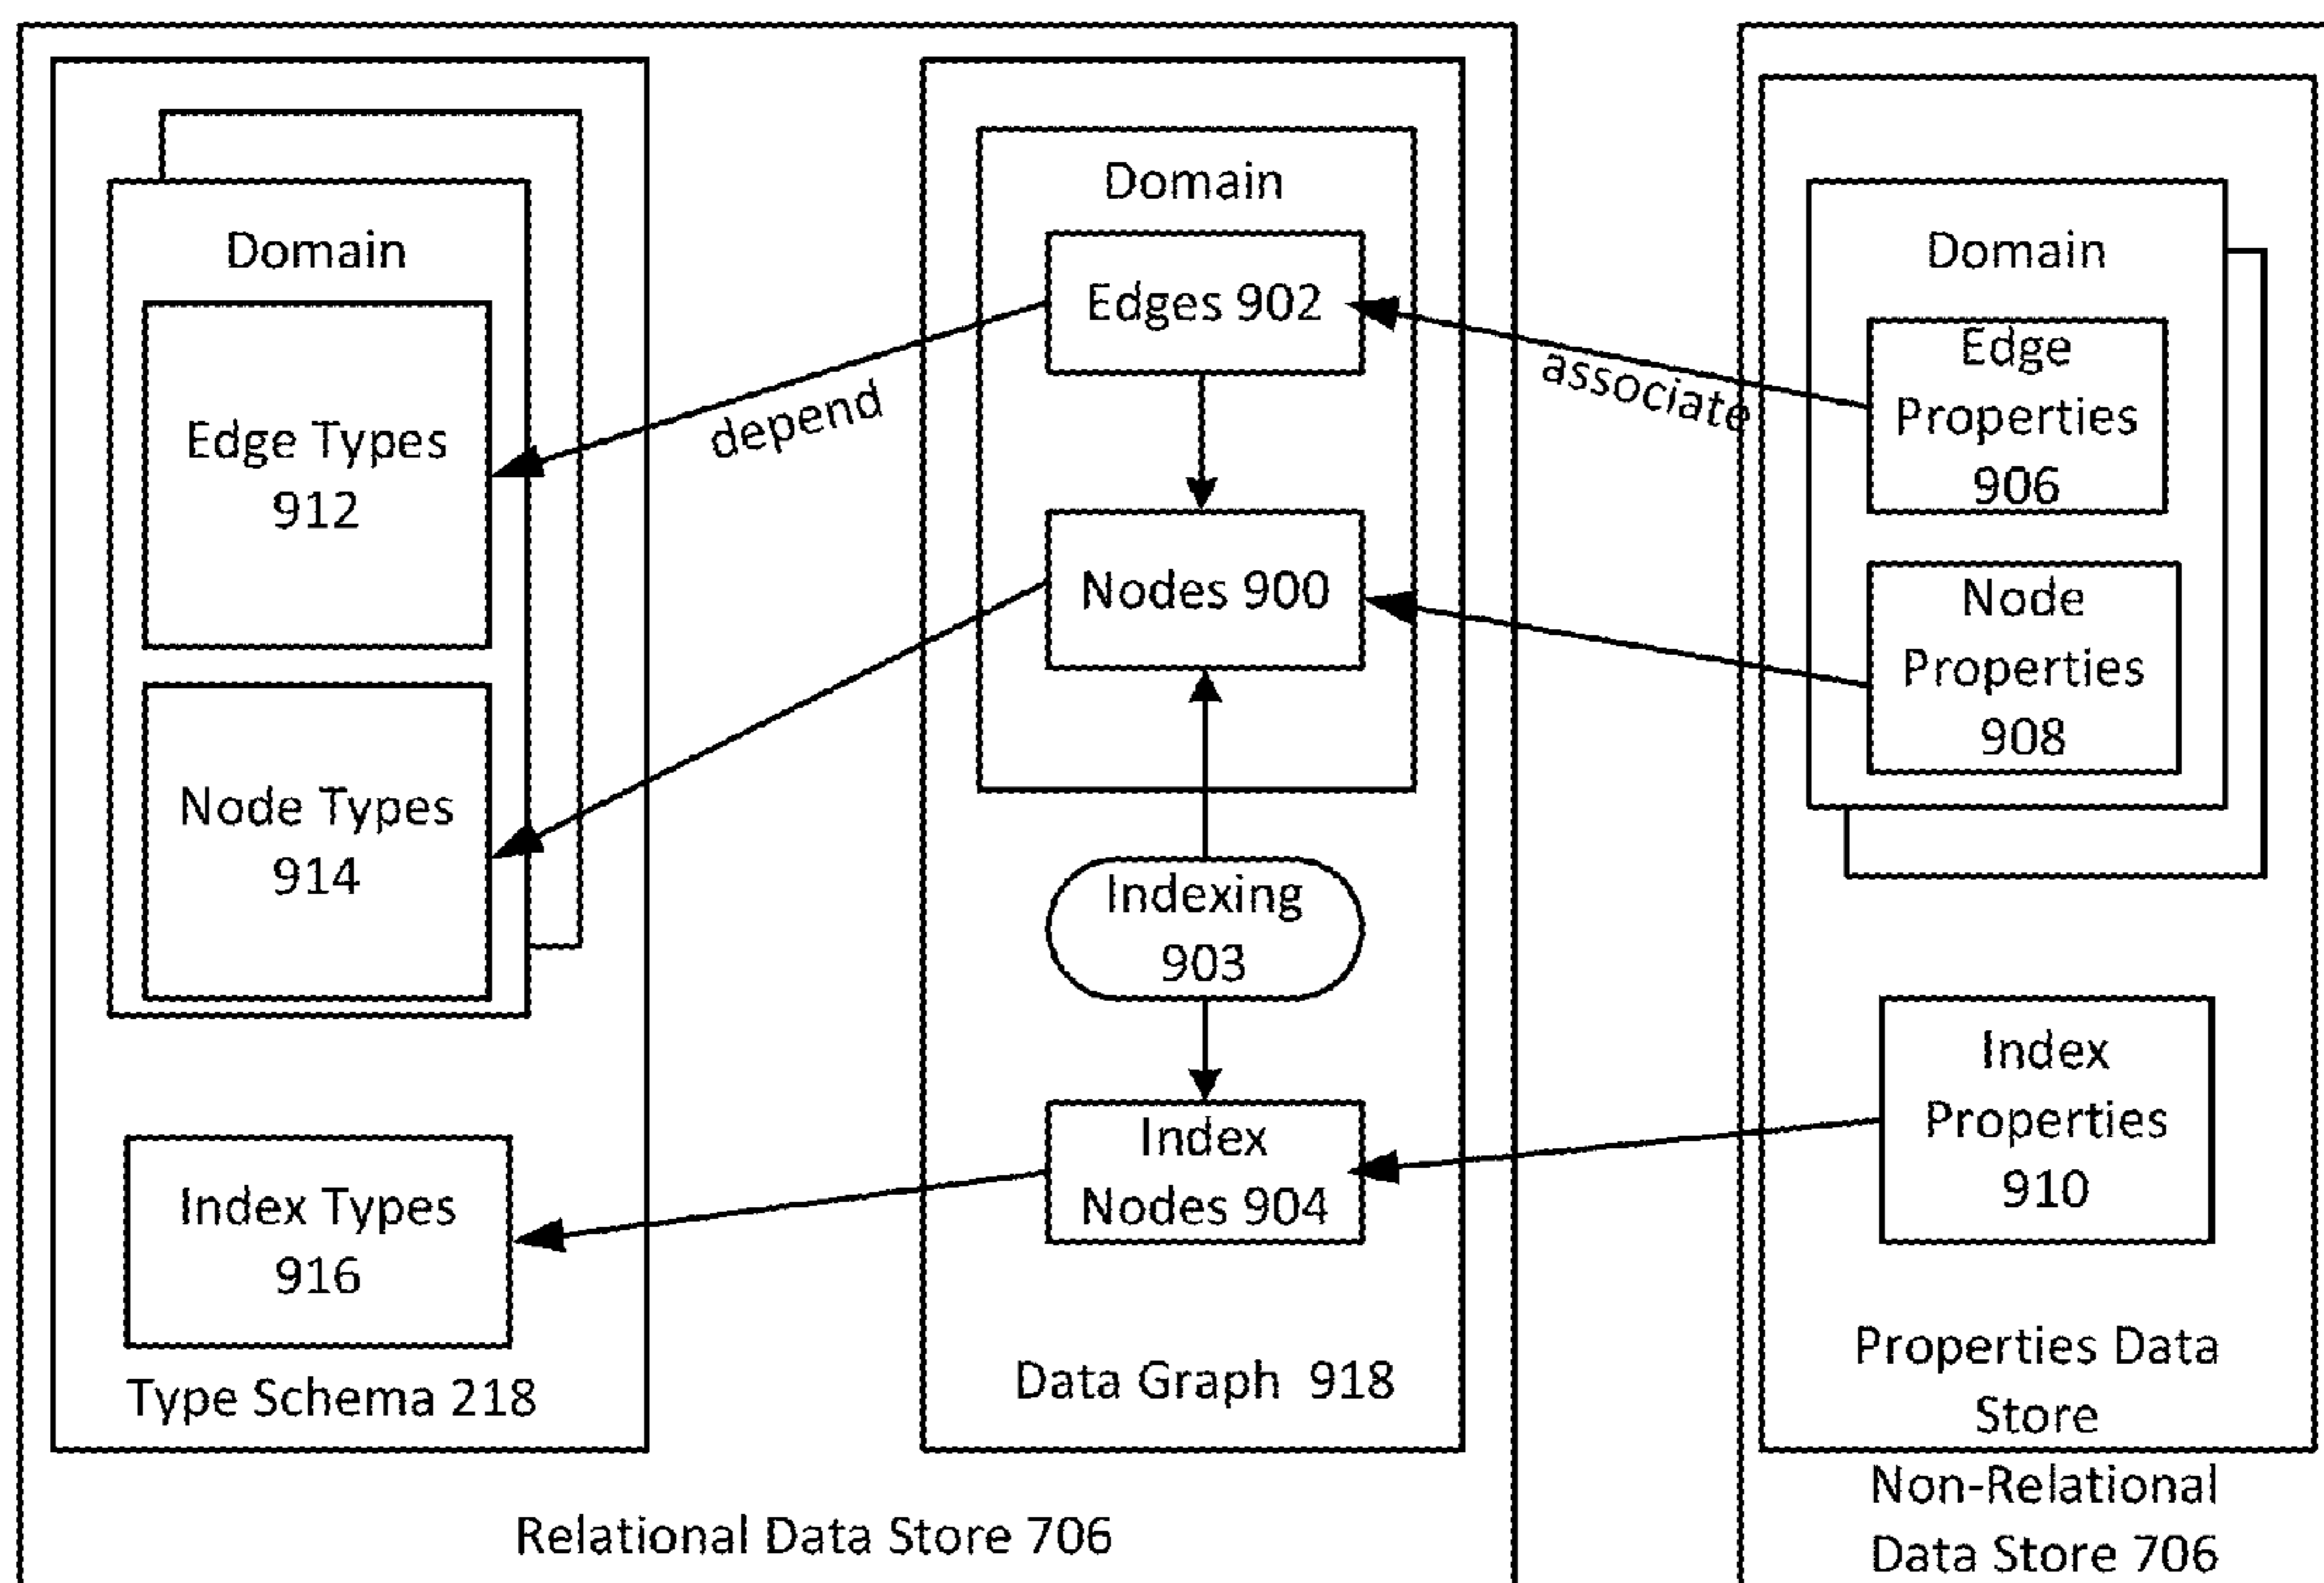 Domain
Edge Types
912
Node Types
914
Index Types
916
Type Schema 218
depend
Domain
Edges 902
Nodes 900
Indexing
903
Index
Nodes 904
Data Graph 918
Relational Data Store 706
associate
Domain
Edge
Properties
906
Node
Properties
908
Index
Properties
910
Properties Data
Store
Non-Relational
Data Store 706